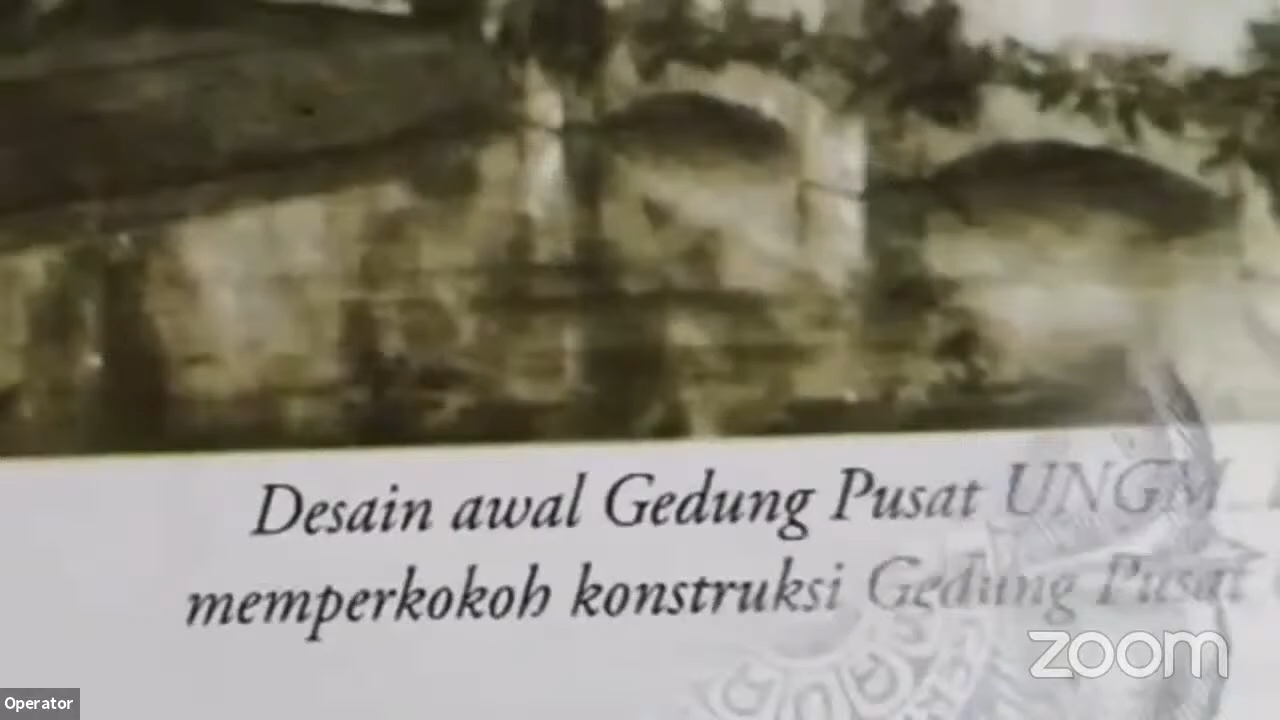 Desain awal Gedung Pusat UNGM
memperkokoh konstruksi Gedung Pusat
zoom
Operator